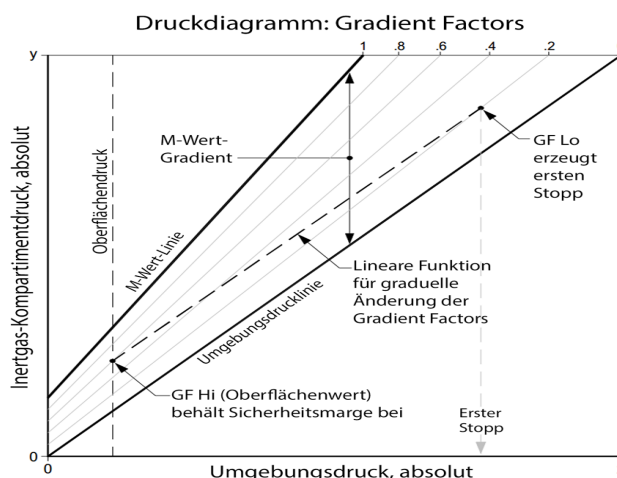 Druckdiagramm: Gradient Factors
y
1 .8 .6 .4 .2
M-Wert-
Gradient
GF Lo
erzeugt
ersten
Stopp
Oberflächendruck
Inertgas-Kompartimentdruck, absolut
M-Wert-Linie
Lineare Funktion
für graduelle
Änderung der
Gradient Factors
Umgebungsdrucklinie
GF Hi (Oberflächenwert)
behält Sicherheitsmarge bei
Erster
Stopp
0
0
Umgebungsdruck, absolut